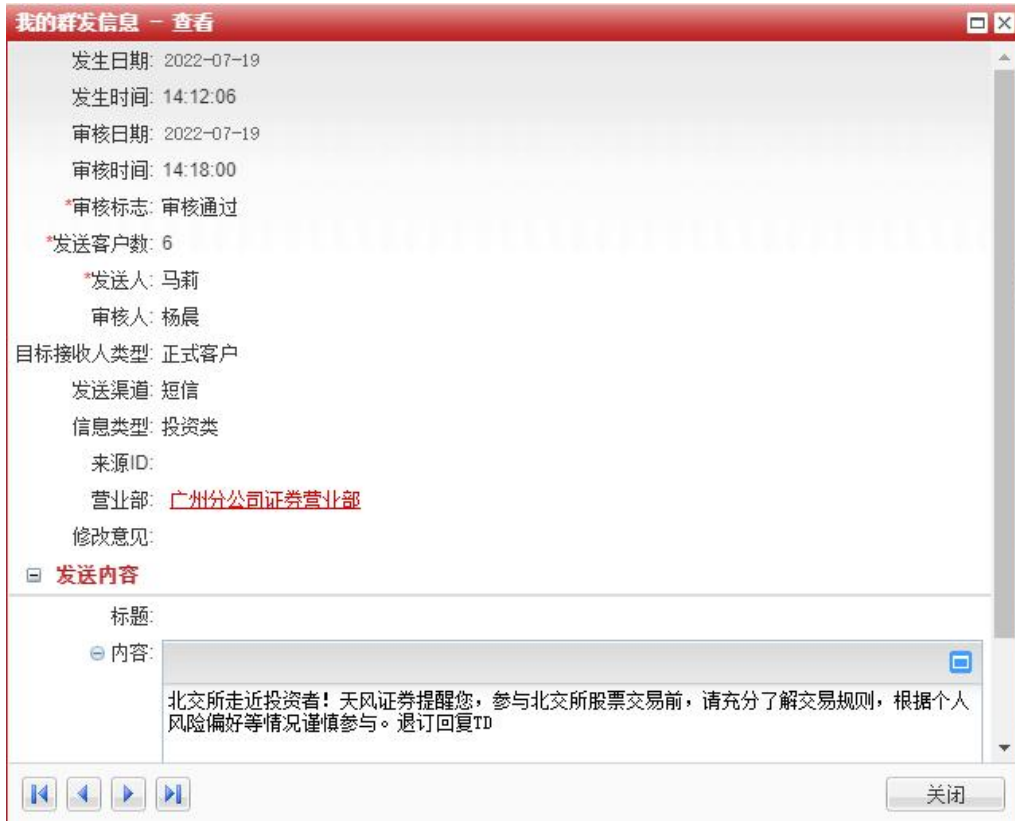 我的群发信息 - 查看
发生日期: 2022-07-19
发生时间: 14:12:06
审核日期: 2022-07-19
审核时间: 14:18:00
*审核标志: 审核通过
*发送客户数: 6
*发送人: 马莉
审核人: 杨晨
目标接收人类型: 正式客户
发送渠道: 短信
信息类型: 投资类
来源ID:
营业部: 广州分公司证券营业部
修改意见:
发送内容
标题:
内容:
北交所走近投资者！天风证券提醒您，参与北交所股票交易前，请充分了解交易规则，根据个人
风险偏好等情况谨慎参与。退订回复TD
关闭